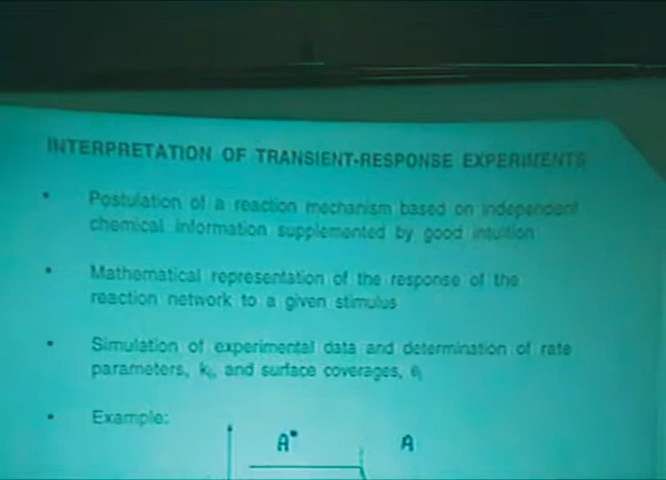 INTERPRETATION OF TRANSIENT-RESPONSE EXPERIMENTS
• Postulation of a reaction mechanism based on independent
chemical information supplemented by good intuition
• Mathematical representation of the response of the
reaction network to a given stimulus
• Simulation of experimental data and determination of rate
parameters, kᵢ, and surface coverages, θᵢ
• Example:
A* A